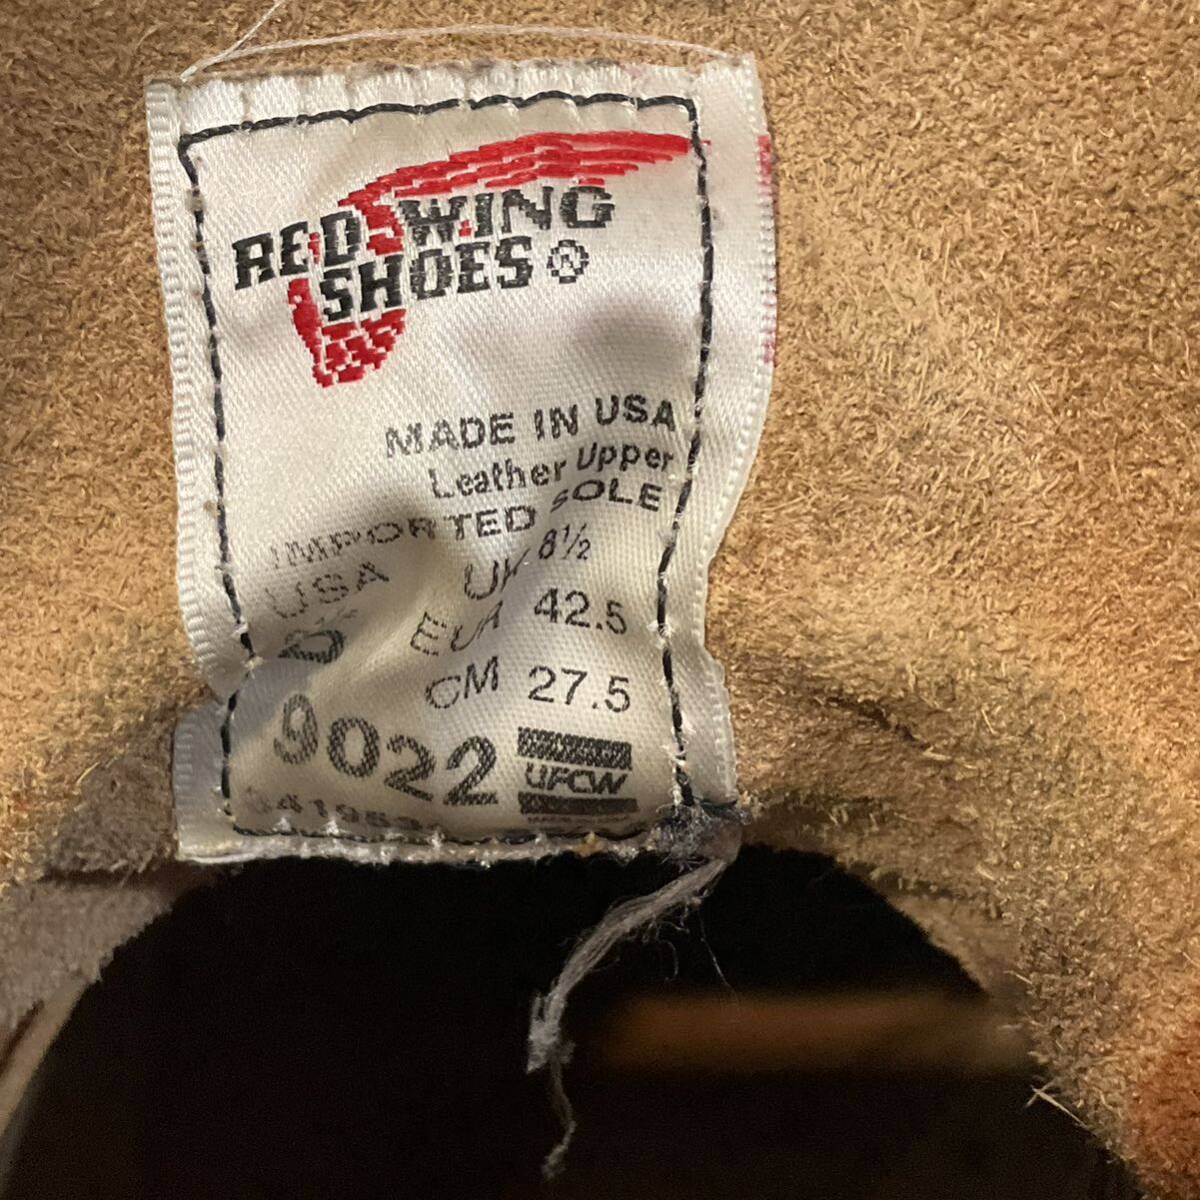 RED WING
SHOES®
MADE IN USA
Leather Upper
IMPORTED SOLE
USA
UK 8½
D
EUR 42.5
CM 27.5
9022
UFCW